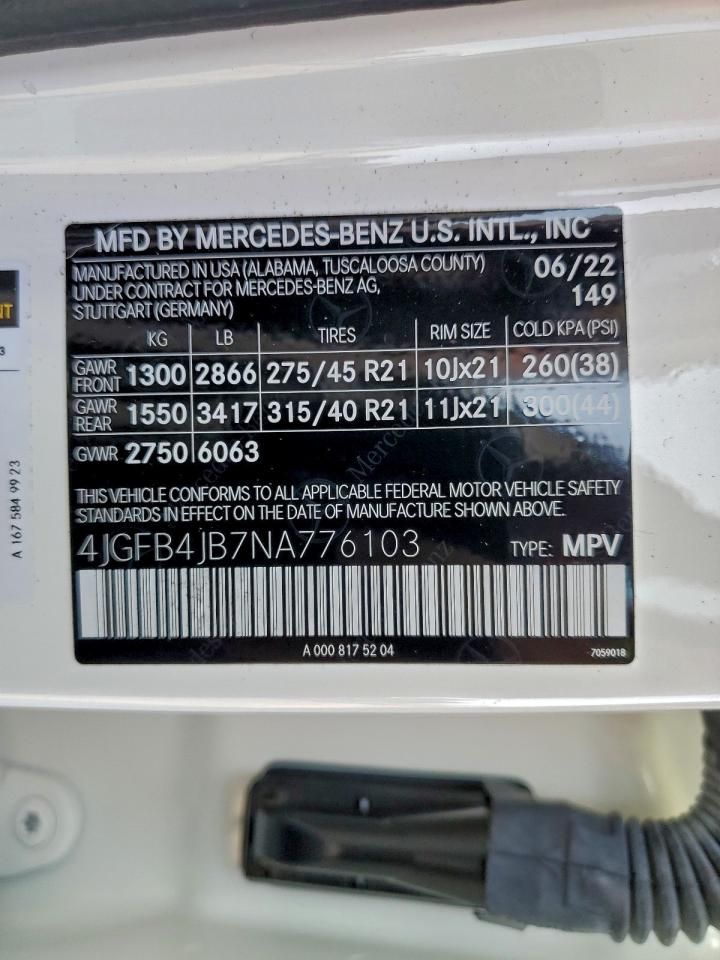 MFD BY MERCEDES-BENZ U.S. INTL., INC
MANUFACTURED IN USA (ALABAMA, TUSCALOOSA COUNTY) 06/22
UNDER CONTRACT FOR MERCEDES-BENZ AG, 149
STUTTGART (GERMANY)
KG LB TIRES RIM SIZE COLD KPA (PSI)
GAWR FRONT 1300 2866 275/45 R21 10Jx21 260(38)
GAWR REAR 1550 3417 315/40 R21 11Jx21 300(44)
GVWR 2750 6063
THIS VEHICLE CONFORMS TO ALL APPLICABLE FEDERAL MOTOR VEHICLE SAFETY
STANDARDS IN EFFECT ON THE DATE OF MANUFACTURE SHOWN ABOVE.
4JGFB4JB7NA776103 TYPE: MPV
A 000 817 52 04 7059018
A 167 584 99 23